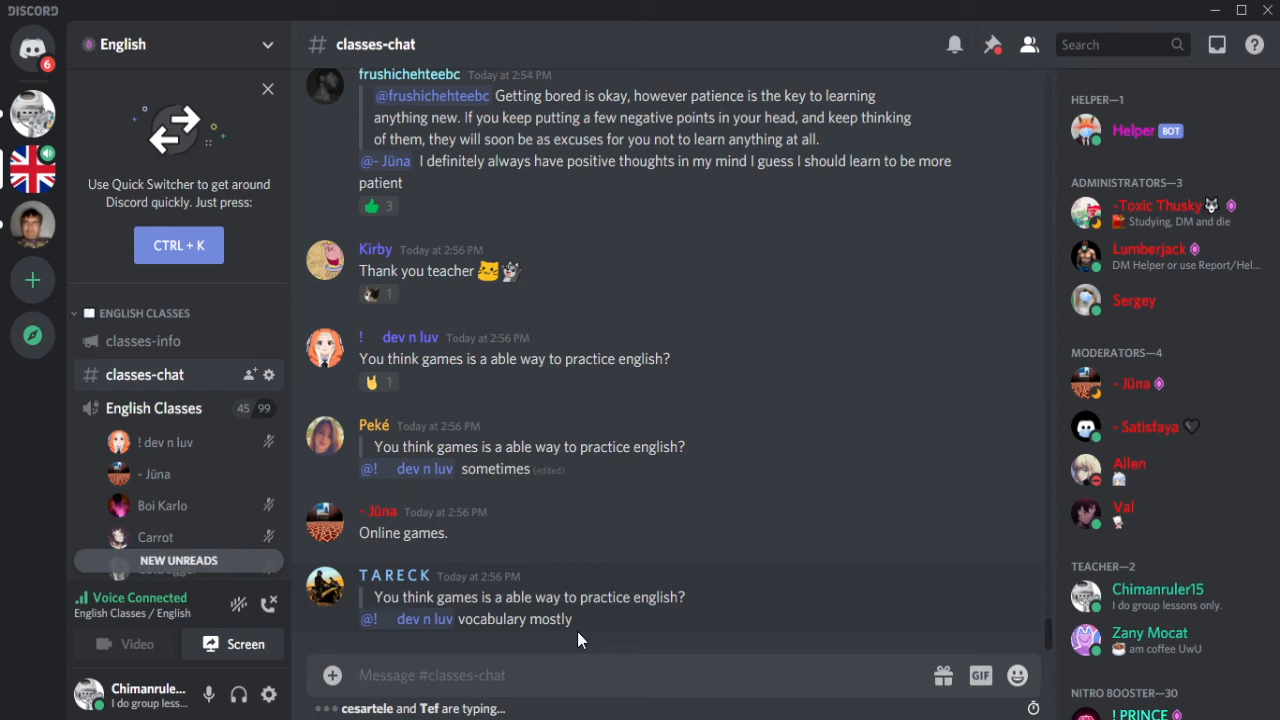 DISCORD
6
English
Use Quick Switcher to get around
Discord quickly. Just press:
CTRL + K
ENGLISH CLASSES
classes-info
classes-chat
English Classes 45 99
! dev n luv
- Jüna
Boi Karlo
Carrot
NEW UNREADS
Voice Connected
English Classes / English
Video
Screen
Chimanrule...
I do group less...
# classes-chat
Search
frushichehteebc Today at 2:54 PM
@frushichehteebc Getting bored is okay, however patience is the key to learning
anything new. If you keep putting a few negative points in your head, and keep thinking
of them, they will soon be as excuses for you not to learn anything at all.
@- Jüna I definitely always have positive thoughts in my mind I guess I should learn to be more
patient
3
Kirby Today at 2:56 PM
Thank you teacher
1
! dev n luv Today at 2:56 PM
You think games is a able way to practice english?
1
Peké Today at 2:56 PM
You think games is a able way to practice english?
@! dev n luv sometimes (edited)
- Jüna Today at 2:56 PM
Online games.
T A R E C K Today at 2:56 PM
You think games is a able way to practice english?
@! dev n luv vocabulary mostly
Message #classes-chat
GIF
cesartele and Tef are typing...
HELPER—1
Helper BOT
ADMINISTRATORS—3
-Toxic Thusky
Studying, DM and die
Lumberjack
DM Helper or use Report/Hel...
Sergey
MODERATORS—4
- Jüna
- Satisfaya
Allen
Val
TEACHER—2
Chimanruler15
I do group lessons only.
Zany Mocat
am coffee UwU
NITRO BOOSTER—30
! PRINCE